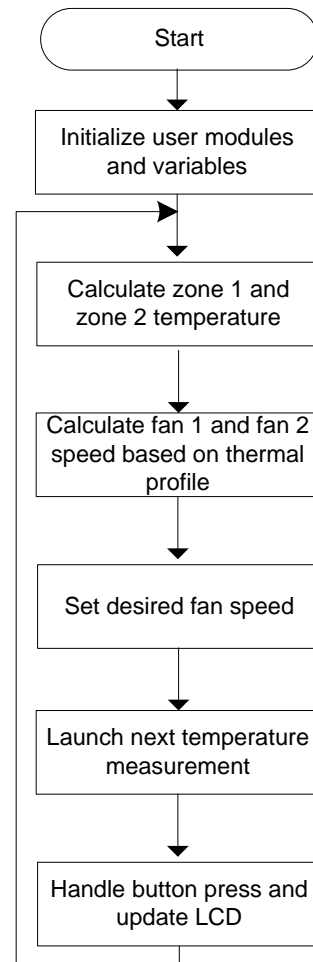 Start
Initialize user modules
and variables
Calculate zone 1 and
zone 2 temperature
Calculate fan 1 and fan 2
speed based on thermal
profile
Set desired fan speed
Launch next temperature
measurement
Handle button press and
update LCD